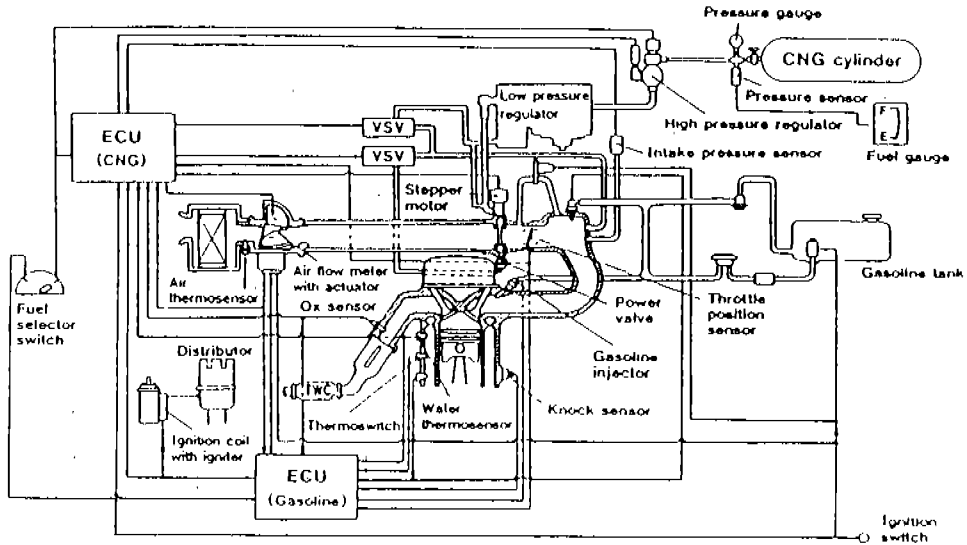 Pressure gauge
CNG cylinder
Pressure sensor
High pressure regulator
F
E
Fuel gauge
Low pressure
regulator
Intake pressure sensor
ECU
(CNG)
VSV
VSV
Stepper
motor
Gasoline tank
Air
thermosensor
Air flow meter
with actuator
Ox sensor
Power
valve
Throttle
position
sensor
Fuel
selector
switch
Distributor
Gasoline
injector
TWC
Thermoswitch
Water
thermosensor
Knock sensor
Ignition coil
with igniter
ECU
(Gasoline)
Ignition
switch